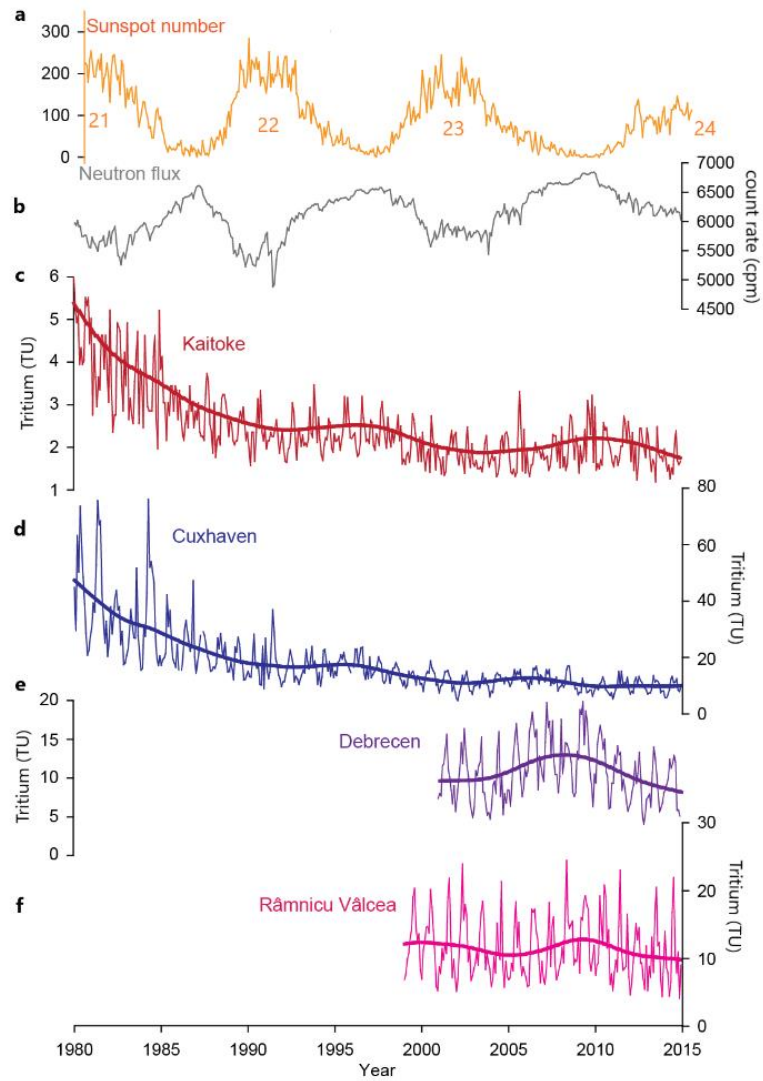 a
Sunspot number
300
200
100
0
21
22
23
24
Neutron flux
b
7000
6500
6000
5500
5000
4500
count rate (cpm)
c
6
5
4
3
2
1
Tritium (TU)
Kaitoke
d
Cuxhaven
80
60
40
20
0
Tritium (TU)
e
20
15
10
5
0
Tritium (TU)
Debrecen
f
Râmnicu Vâlcea
30
20
10
0
Tritium (TU)
1980 1985 1990 1995 2000 2005 2010 2015
Year